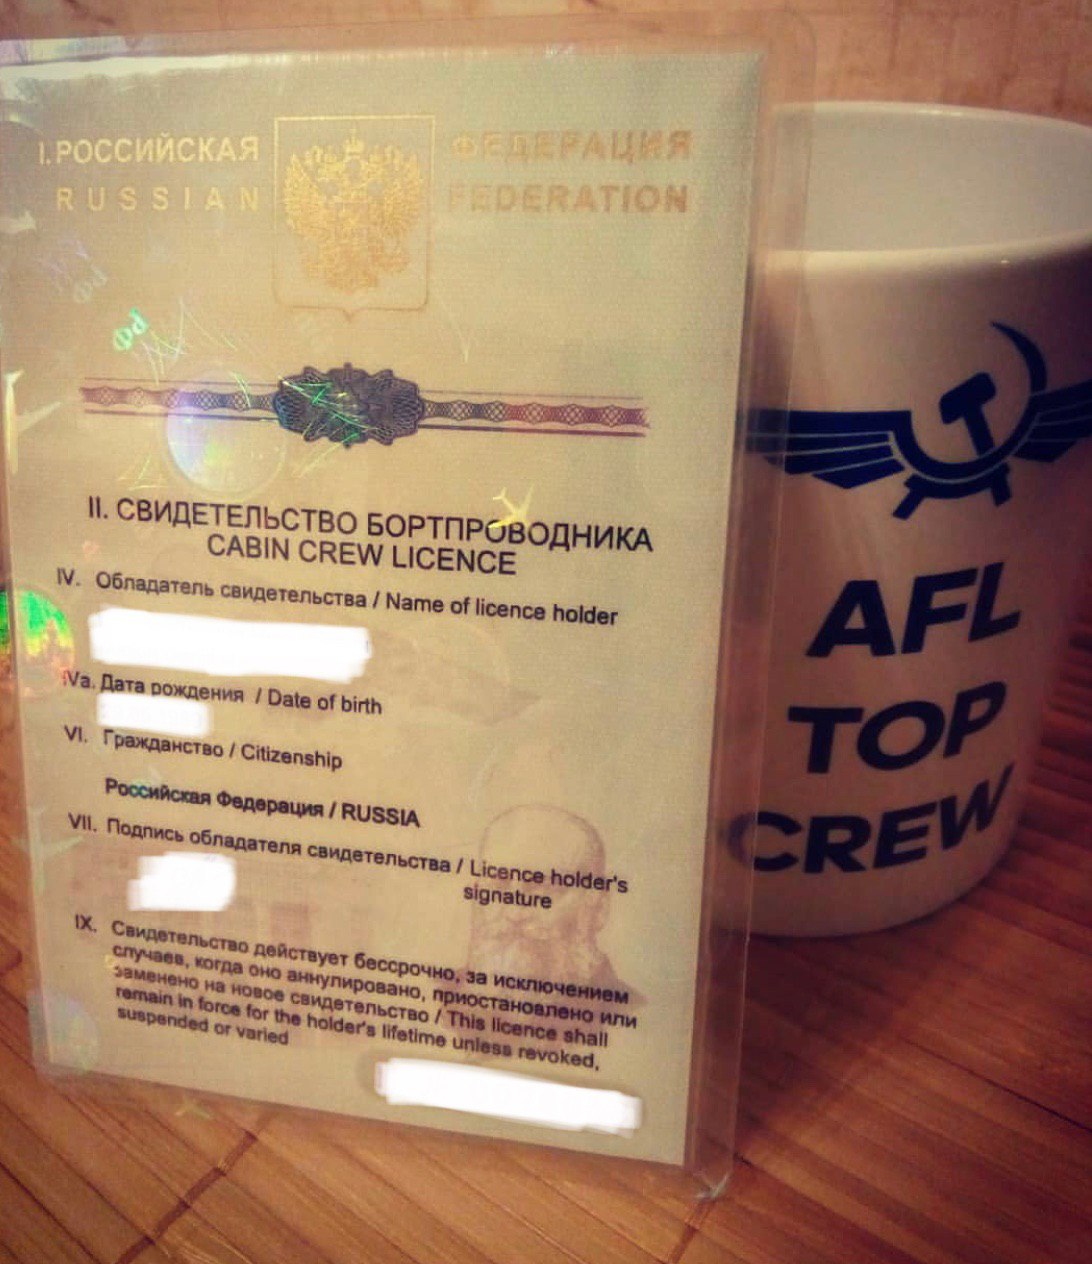 I. РОССИЙСКАЯ ФЕДЕРАЦИЯ
RUSSIAN FEDERATION
РФ
РФ
II. СВИДЕТЕЛЬСТВО БОРТПРОВОДНИКА
CABIN CREW LICENCE
IV. Обладатель свидетельства / Name of licence holder
IVa. Дата рождения / Date of birth
VI. Гражданство / Citizenship
Российская Федерация / RUSSIA
VII. Подпись обладателя свидетельства / Licence holder's
signature
IX. Свидетельство действует бессрочно, за исключением
случаев, когда оно аннулировано, приостановлено или
заменено на новое свидетельство / This licence shall
remain in force for the holder's lifetime unless revoked,
suspended or varied
AFL
TOP
CREW